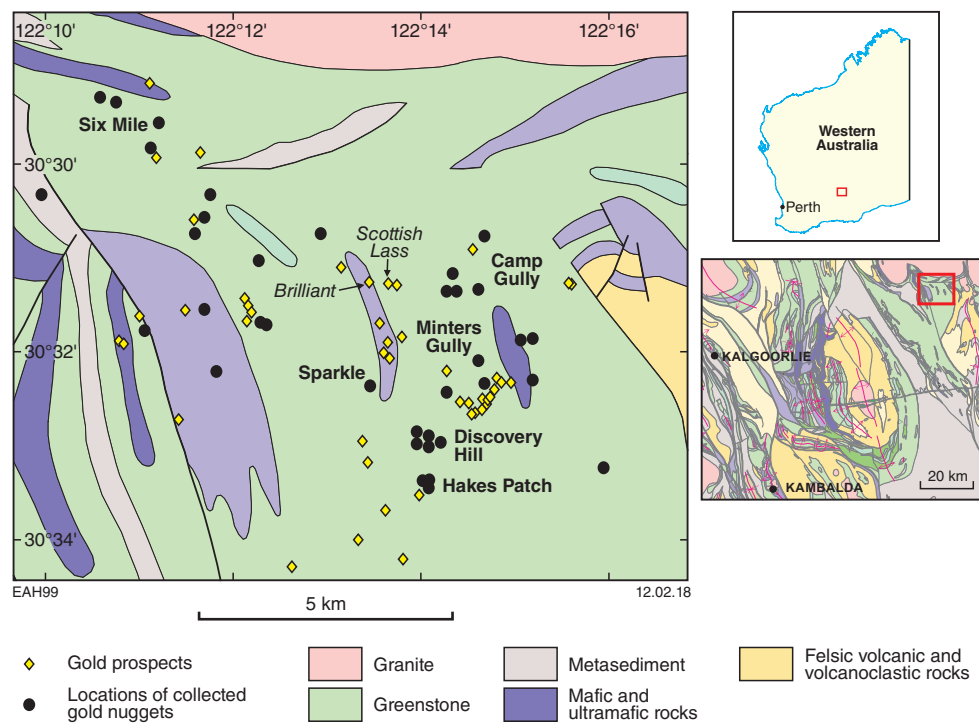 122°10'
122°12'
122°14'
122°16'
Six Mile
30°30'
Scottish
Lass
Brilliant
Camp
Gully
Minters
Gully
30°32'
Sparkle
Discovery
Hill
Hakes Patch
30°34'
EAH99
12.02.18
5 km
Western
Australia
Perth
KALGOORLIE
20 km
KAMBALDA
Gold prospects
Locations of collected
gold nuggets
Granite
Greenstone
Metasediment
Mafic and
ultramafic rocks
Felsic volcanic and
volcanoclastic rocks